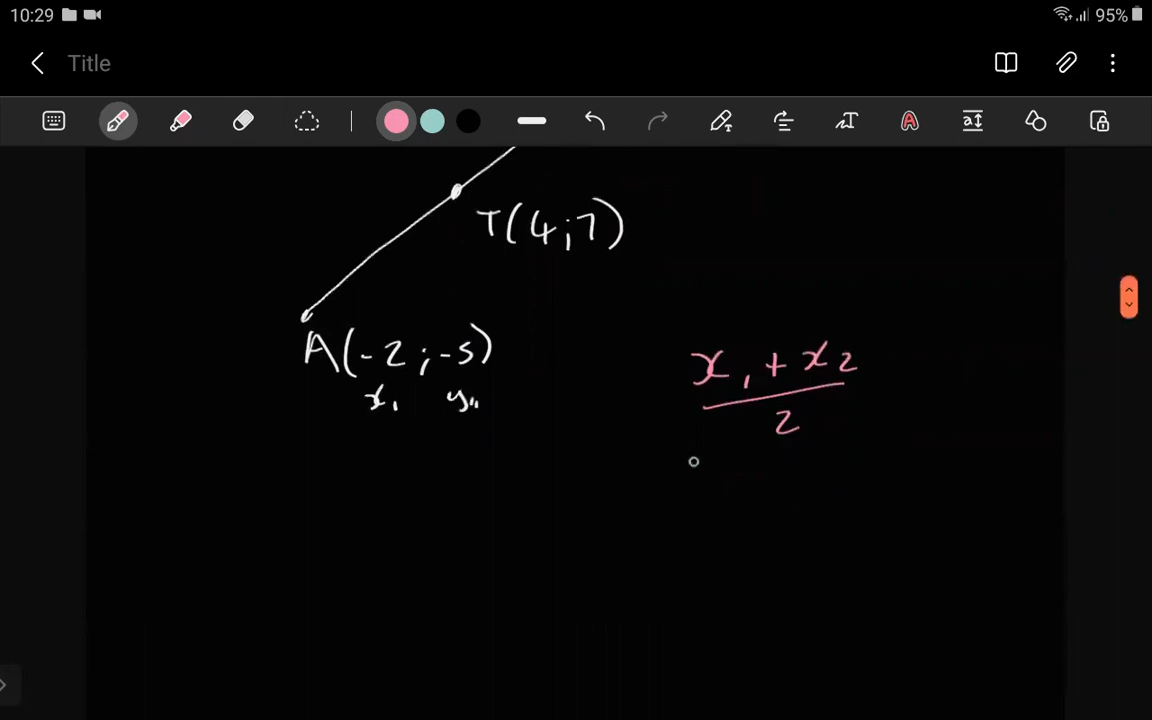 10:29 95%
Title
T(4;7)
A(-2;-5)
x₁ y₁
x₁ + x₂
2